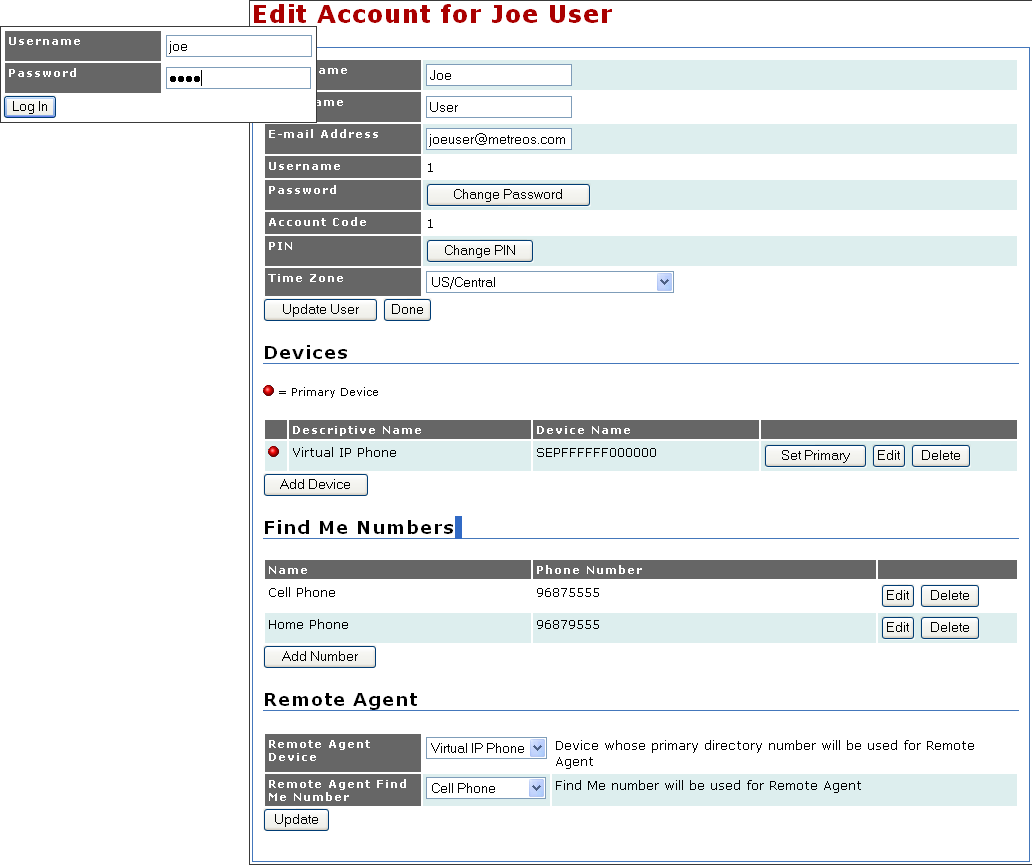 Edit Account for Joe User
Username joe
Password ●●●●
Log In
ame Joe
ame User
E-mail Address joeuser@metreos.com
Username 1
Password Change Password
Account Code 1
PIN Change PIN
Time Zone US/Central
Update User Done
Devices
= Primary Device
Descriptive Name Device Name
Virtual IP Phone SEPFFFFFF000000 Set Primary Edit Delete
Add Device
Find Me Numbers
Name Phone Number
Cell Phone 96875555 Edit Delete
Home Phone 96879555 Edit Delete
Add Number
Remote Agent
Remote Agent
Device
Virtual IP Phone
Device whose primary directory number will be used for Remote
Agent
Remote Agent Find
Me Number
Cell Phone
Find Me number will be used for Remote Agent
Update